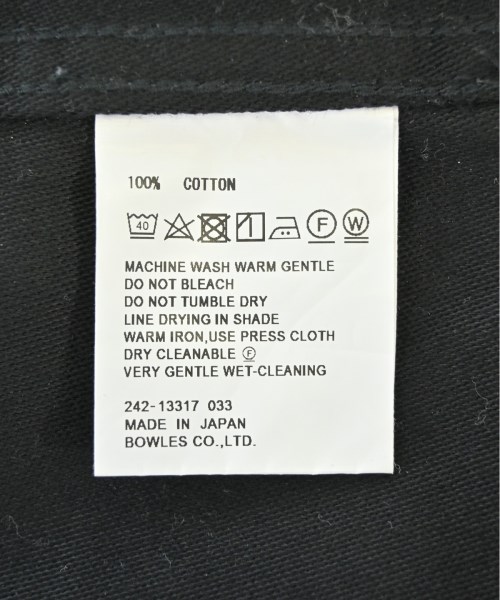 100% COTTON
40 F W
MACHINE WASH WARM GENTLE
DO NOT BLEACH
DO NOT TUMBLE DRY
LINE DRYING IN SHADE
WARM IRON,USE PRESS CLOTH
DRY CLEANABLE Ⓕ
VERY GENTLE WET-CLEANING
242-13317 033
MADE IN JAPAN
BOWLES CO.,LTD.